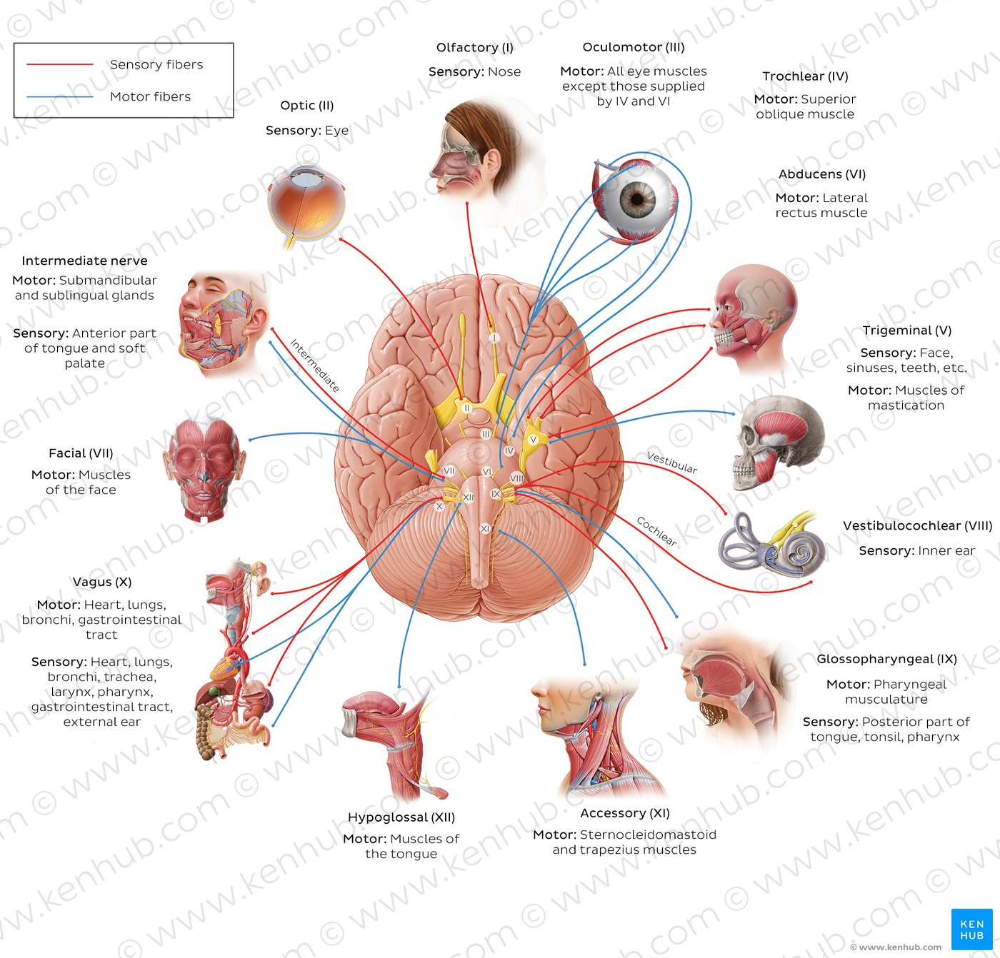 Sensory fibers
Motor fibers
Olfactory (I)
Sensory: Nose
Oculomotor (III)
Motor: All eye muscles
except those supplied
by IV and VI
Trochlear (IV)
Motor: Superior
oblique muscle
Optic (II)
Sensory: Eye
Abducens (VI)
Motor: Lateral
rectus muscle
Intermediate nerve
Motor: Submandibular
and sublingual glands
Sensory: Anterior part
of tongue and soft
palate
Intermediate
Trigeminal (V)
Sensory: Face,
sinuses, teeth, etc.
Motor: Muscles of
mastication
Facial (VII)
Motor: Muscles
of the face
I
II
III
IV
V
VI
VII
VIII
IX
X
XI
XII
Vestibular
Cochlear
Vestibulocochlear (VIII)
Sensory: Inner ear
Vagus (X)
Motor: Heart, lungs,
bronchi, gastrointestinal
tract
Sensory: Heart, lungs,
bronchi, trachea,
larynx, pharynx,
gastrointestinal tract,
external ear
Glossopharyngeal (IX)
Motor: Pharyngeal
musculature
Sensory: Posterior part of
tongue, tonsil, pharynx
Hypoglossal (XII)
Motor: Muscles of
the tongue
Accessory (XI)
Motor: Sternocleidomastoid
and trapezius muscles
KEN
HUB
© www.kenhub.com